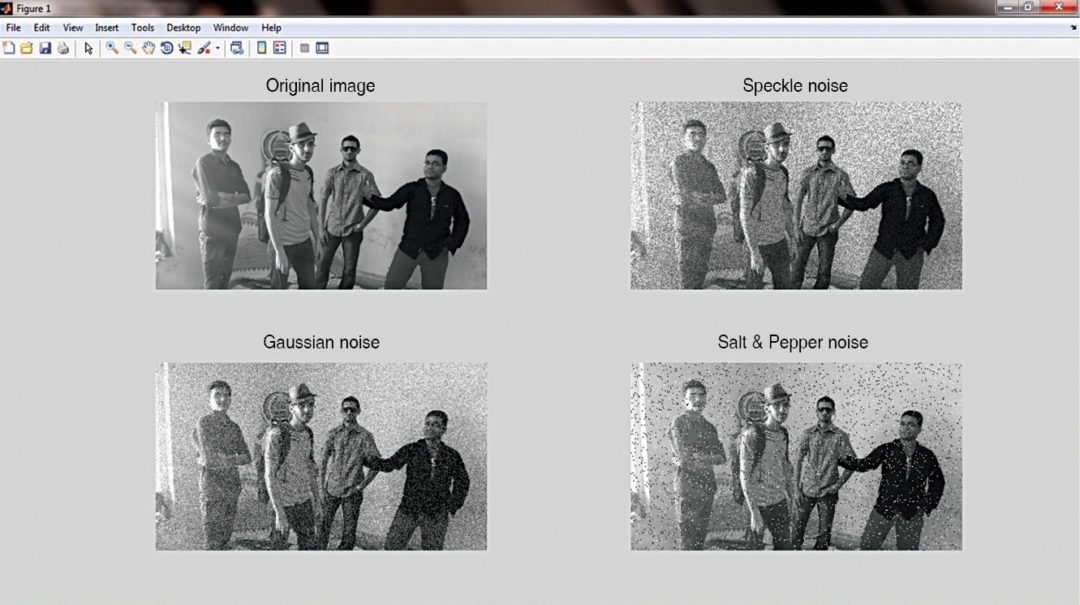 Figure 1
File Edit View Insert Tools Desktop Window Help
Original image
Speckle noise
Gaussian noise
Salt & Pepper noise